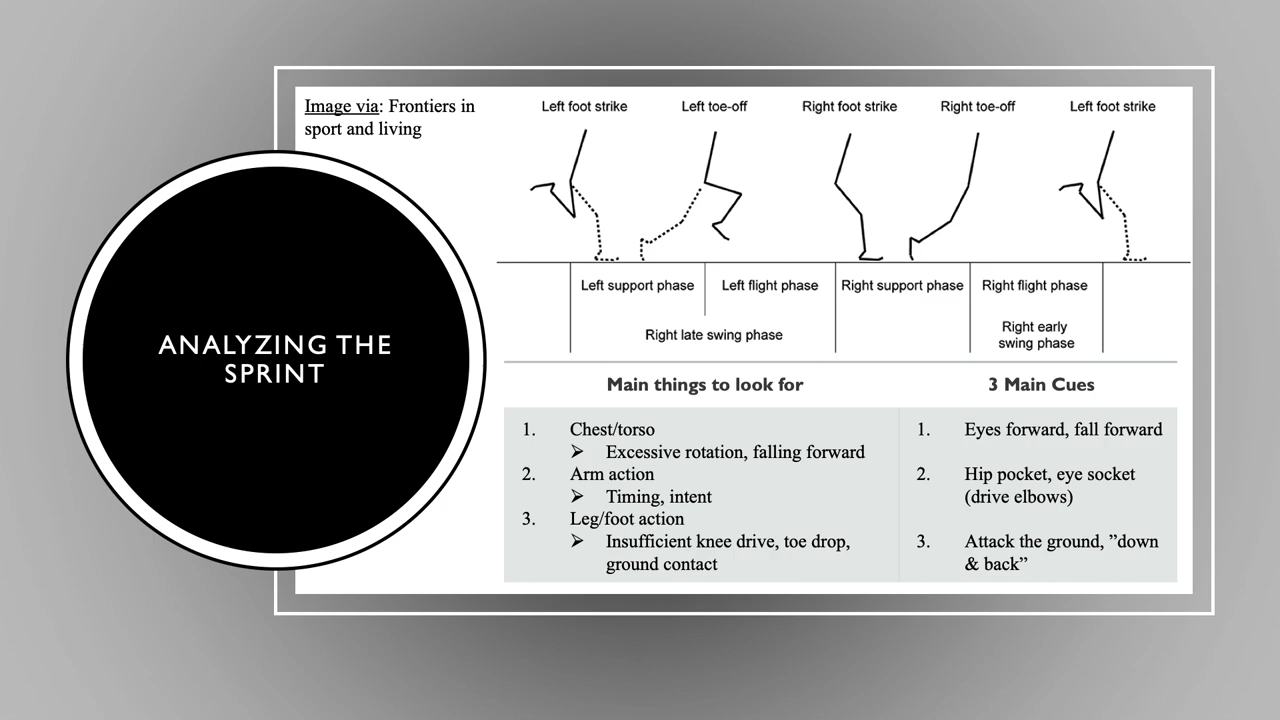 Image via: Frontiers in
sport and living
Left foot strike
Left toe-off
Right foot strike
Right toe-off
Left foot strike
Left support phase
Left flight phase
Right support phase
Right flight phase
Right late swing phase
Right early
swing phase
ANALYZING THE
SPRINT
Main things to look for
1. Chest/torso
➢ Excessive rotation, falling forward
2. Arm action
➢ Timing, intent
3. Leg/foot action
➢ Insufficient knee drive, toe drop,
ground contact
3 Main Cues
1. Eyes forward, fall forward
2. Hip pocket, eye socket
(drive elbows)
3. Attack the ground, ”down
& back”